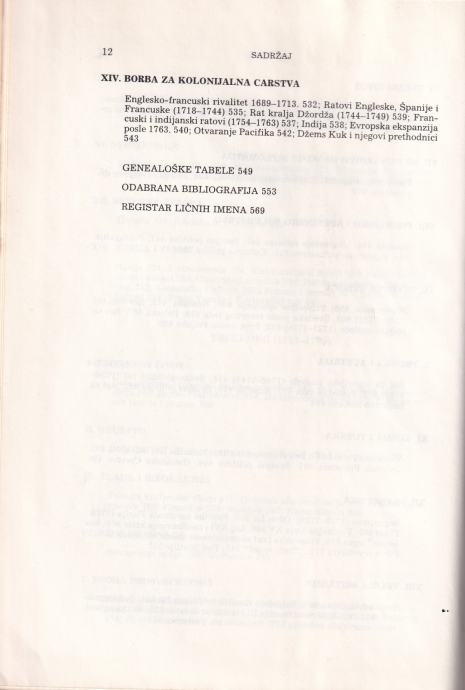 12
SADRŽAJ
XIV. BORBA ZA KOLONIJALNA CARSTVA
Englesko-francuski rivalitet 1689–1713. 532; Ratovi Engleske, Španije i
Francuske (1718–1744) 535; Rat kralja Džordža (1744–1749) 539; Fran-
cuski i indijanski ratovi (1754–1763) 537; Indija 538; Evropska ekspanzija
posle 1763. 540; Otvaranje Pacifika 542; Džems Kuk i njegovi prethodnici
543
GENEALOŠKE TABELE 549
ODABRANA BIBLIOGRAFIJA 553
REGISTAR LIČNIH IMENA 569